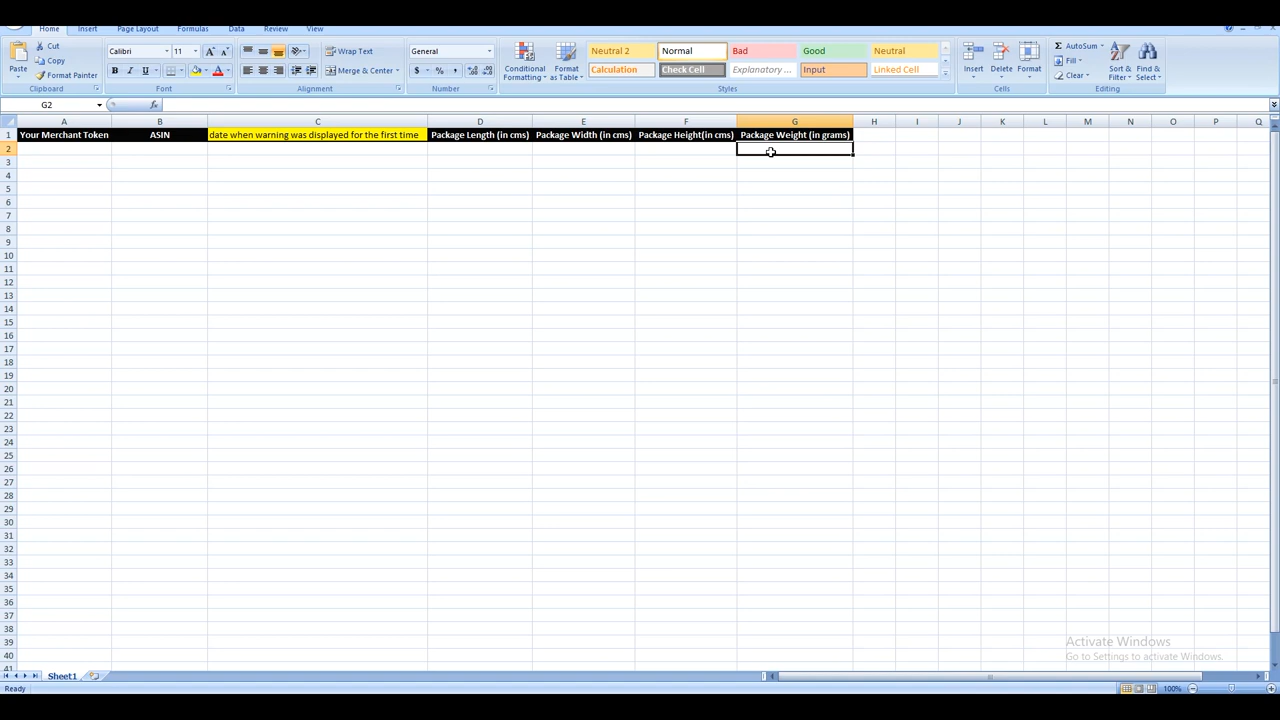 Home Insert Page Layout Formulas Data Review View
Paste Cut Copy Format Painter Clipboard
Calibri 11 A A B I U A Font
Wrap Text Merge & Center Alignment
General $ % , Number
Conditional Formatting Format as Table
Neutral 2 Normal Bad Good Neutral
Calculation Check Cell Explanatory ... Input Linked Cell
Styles
Insert Delete Format Cells
Σ AutoSum Fill Clear Sort & Filter Find & Select Editing
G2 fx
A B C D E F G H I J K L M N O P Q
1 Your Merchant Token ASIN date when warning was displayed for the first time Package Length (in cms) Package Width (in cms) Package Height(in cms) Package Weight (in grams)
2
3
4
5
6
7
8
9
10
11
12
13
14
15
16
17
18
19
20
21
22
23
24
25
26
27
28
29
30
31
32
33
34
35
36
37
38
39
40
41
Activate Windows
Go to Settings to activate Windows.
Sheet1
Ready 100%